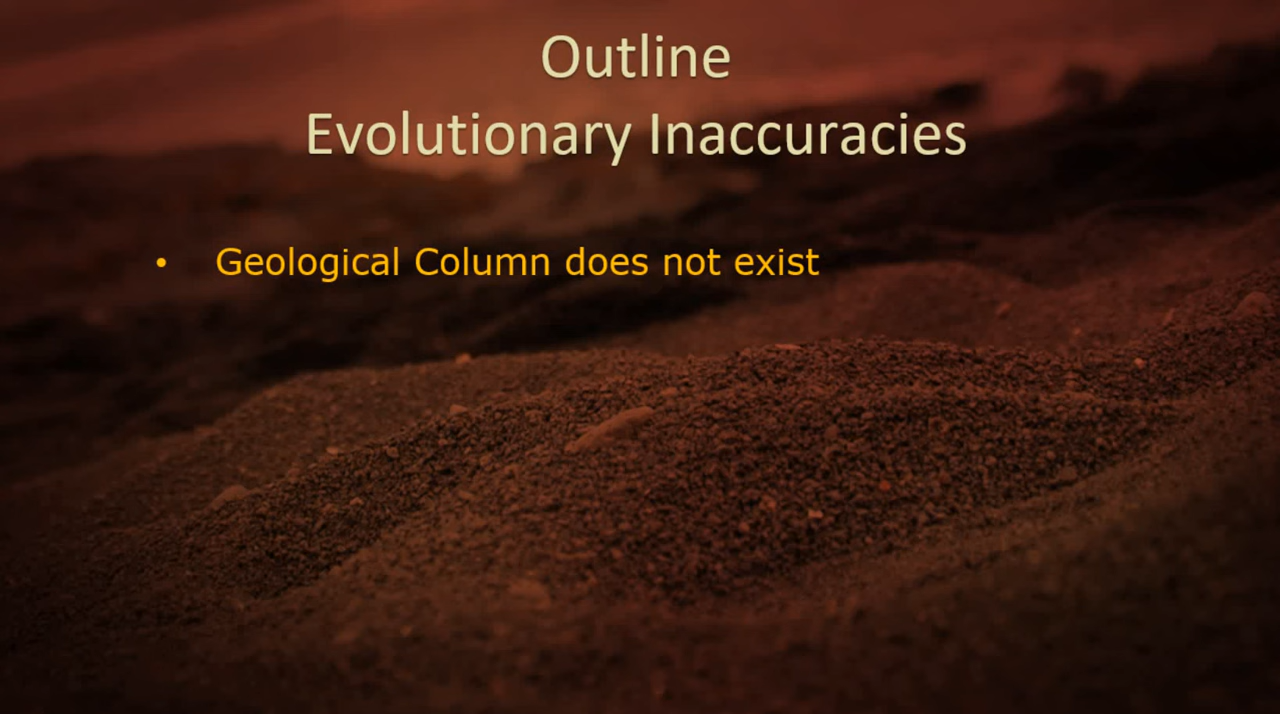 Outline
Evolutionary Inaccuracies
• Geological Column does not exist